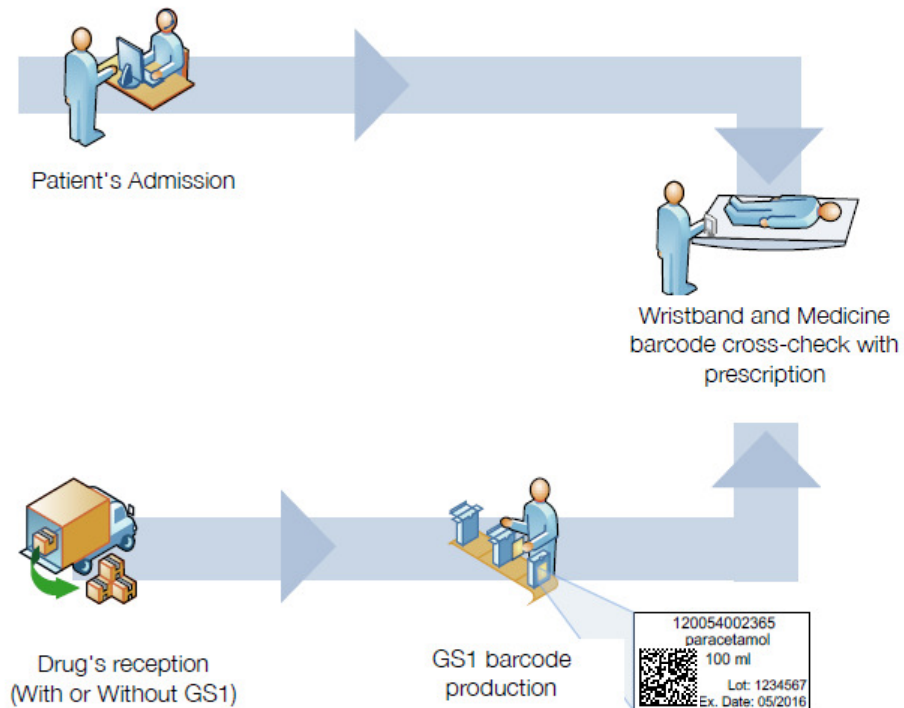 Patient's Admission
Wristband and Medicine
barcode cross-check with
prescription
Drug's reception
(With or Without GS1)
GS1 barcode
production
120054002365
paracetamol
100 ml
Lot: 1234567
Ex. Date: 05/2016